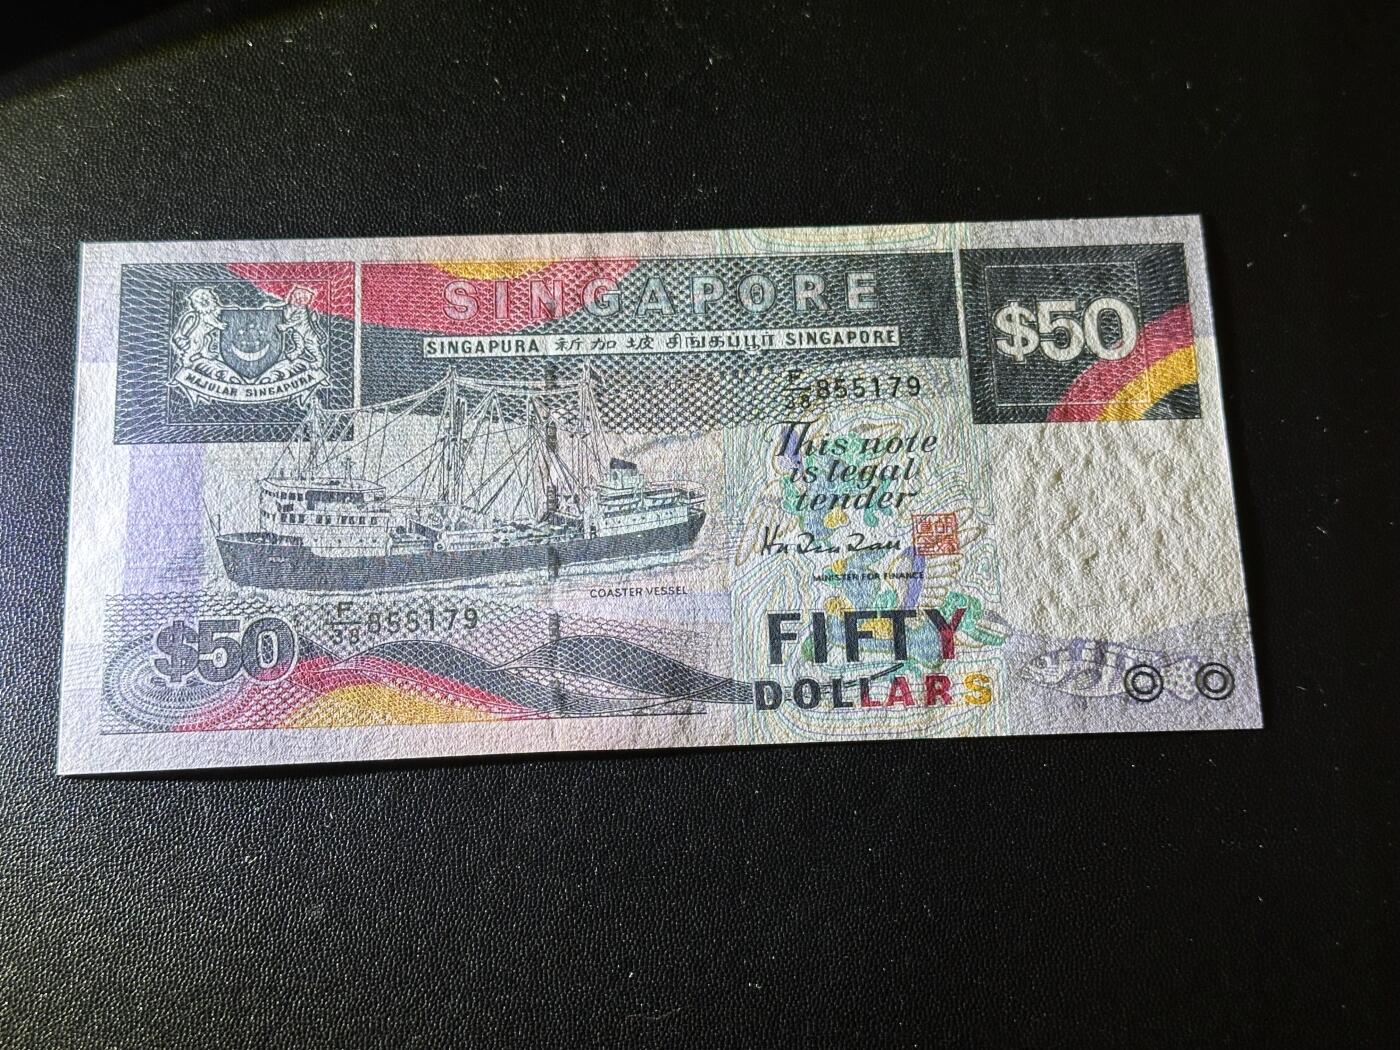 SINGAPORE
$50
SINGAPURA 新加坡 சிங்கப்பூர் SINGAPORE
MAJULAH SINGAPURA
F/38 855179
This note
is legal
tender
MINISTER FOR FINANCE
COASTER VESSEL
F/38 855179
FIFTY
DOLLARS
$50